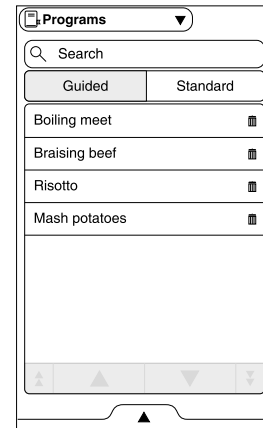 Programs
Search
Guided Standard
Boiling meet
Braising beef
Risotto
Mash potatoes